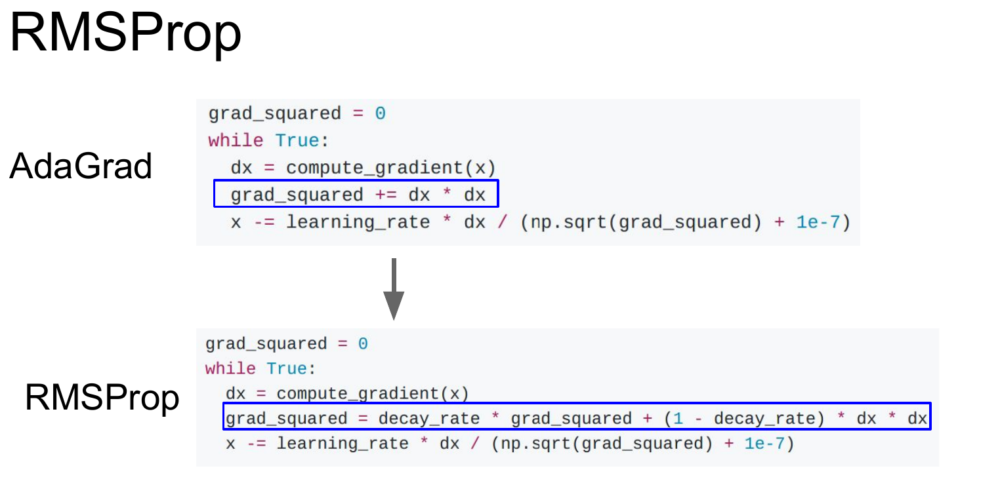 RMSProp
AdaGrad
grad_squared = 0
while True:
dx = compute_gradient(x)
grad_squared += dx * dx
x -= learning_rate * dx / (np.sqrt(grad_squared) + 1e-7)
RMSProp
grad_squared = 0
while True:
dx = compute_gradient(x)
grad_squared = decay_rate * grad_squared + (1 - decay_rate) * dx * dx
x -= learning_rate * dx / (np.sqrt(grad_squared) + 1e-7)